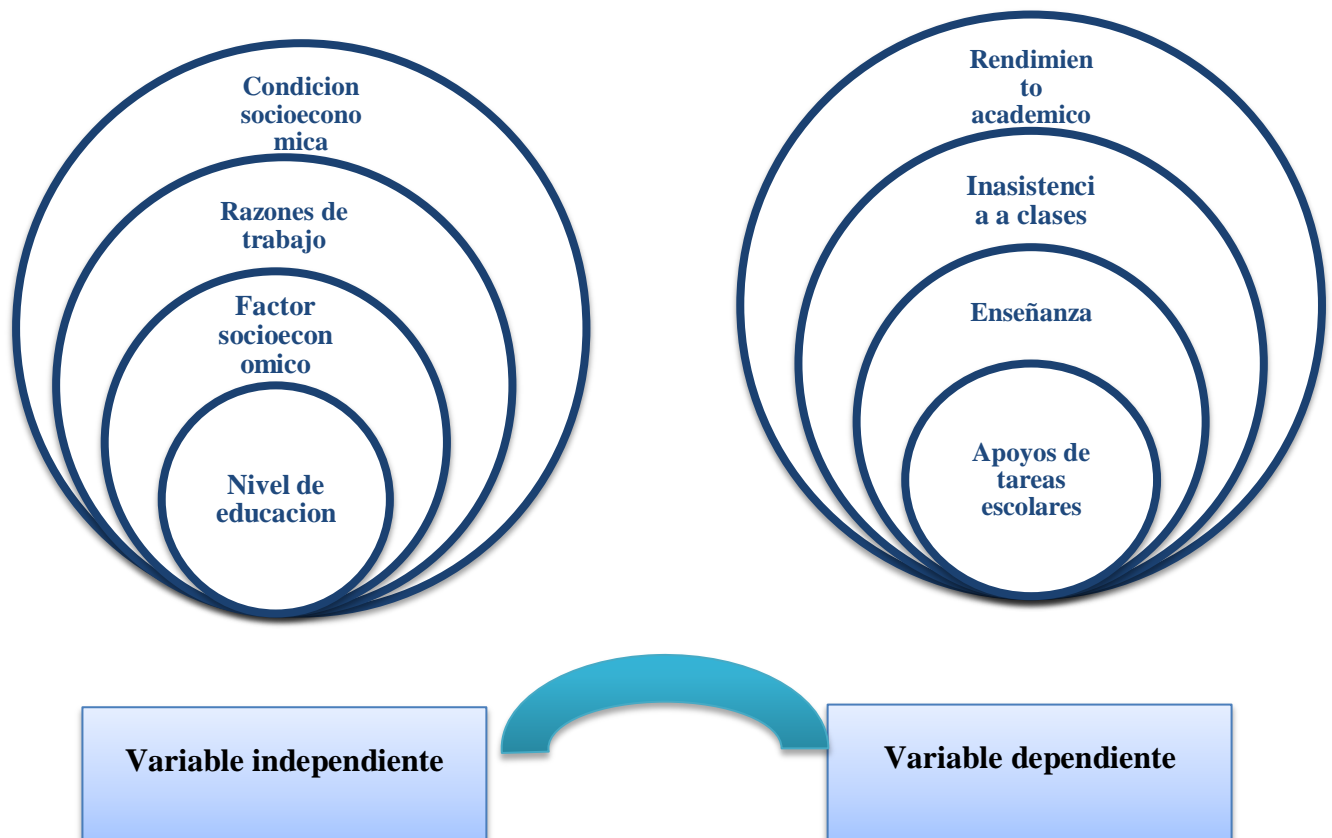 Condicion
socioecono
mica
Razones de
trabajo
Factor
socioecon
omico
Nivel de
educacion
Rendimien
to
academico
Inasistenci
a a clases
Enseñanza
Apoyos de
tareas
escolares
Variable independiente
Variable dependiente